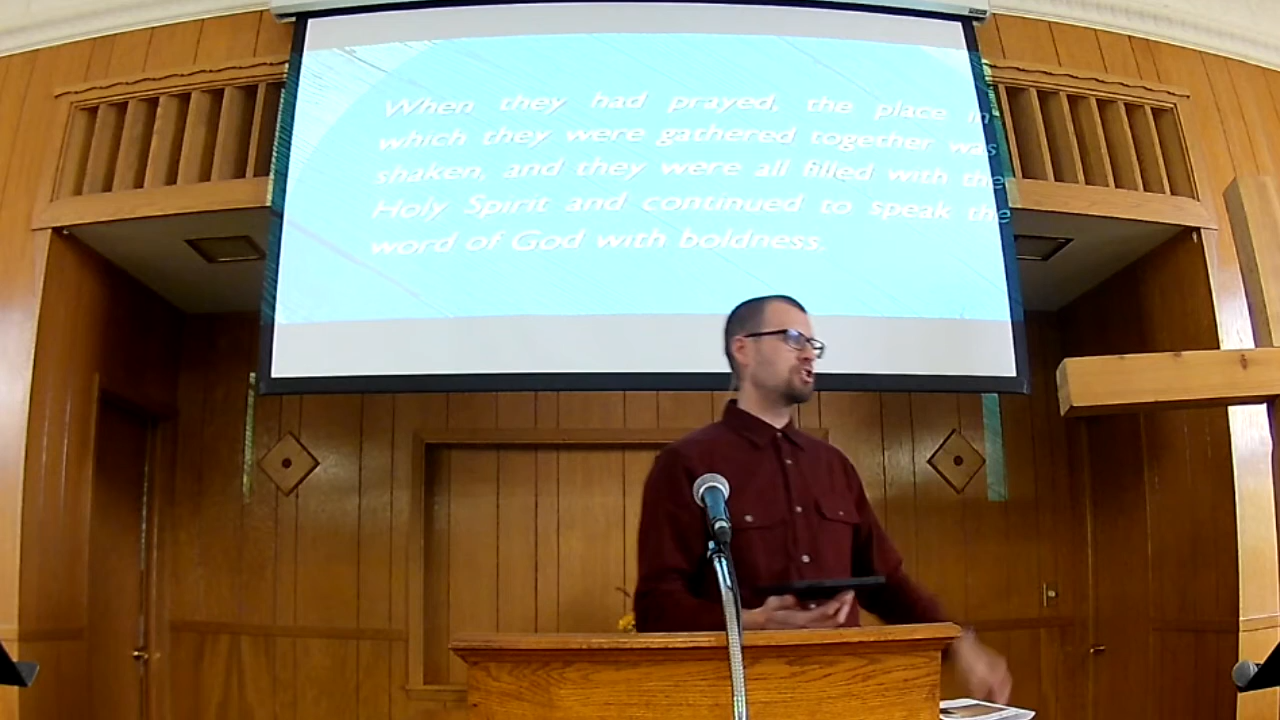 When they had prayed, the place in
which they were gathered together was
shaken, and they were all filled with the
Holy Spirit and continued to speak the
word of God with boldness.